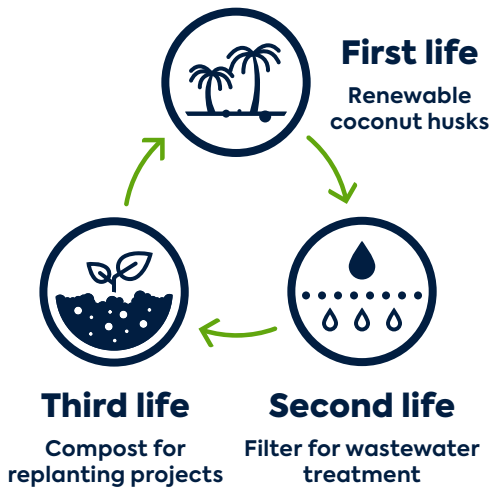 First life
Renewable
coconut husks
Third life
Compost for
replanting projects
Second life
Filter for wastewater
treatment